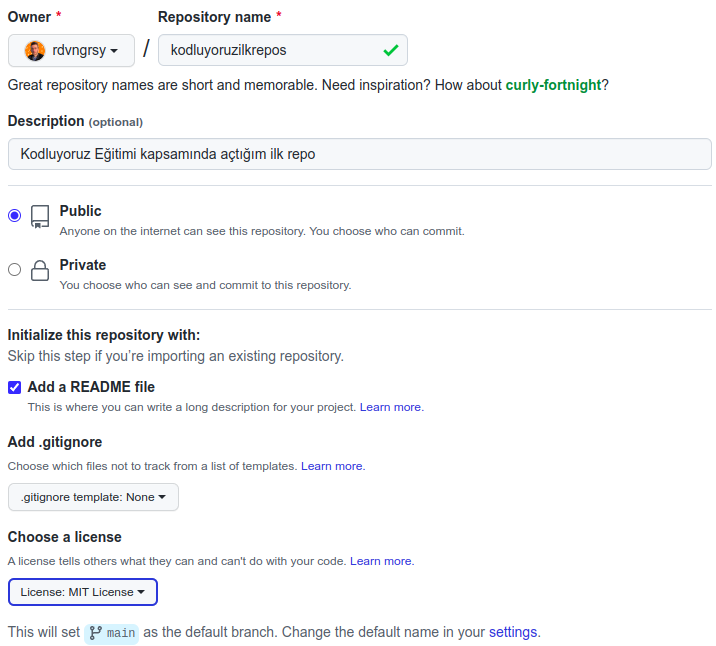 Owner * Repository name *
rdvngrsy / kodluyoruzilkrepos
Great repository names are short and memorable. Need inspiration? How about curly-fortnight?
Description (optional)
Kodluyoruz Eğitimi kapsamında açtığım ilk repo
Public
Anyone on the internet can see this repository. You choose who can commit.
Private
You choose who can see and commit to this repository.
Initialize this repository with:
Skip this step if you’re importing an existing repository.
Add a README file
This is where you can write a long description for your project. Learn more.
Add .gitignore
Choose which files not to track from a list of templates. Learn more.
.gitignore template: None
Choose a license
A license tells others what they can and can't do with your code. Learn more.
License: MIT License
This will set main as the default branch. Change the default name in your settings.